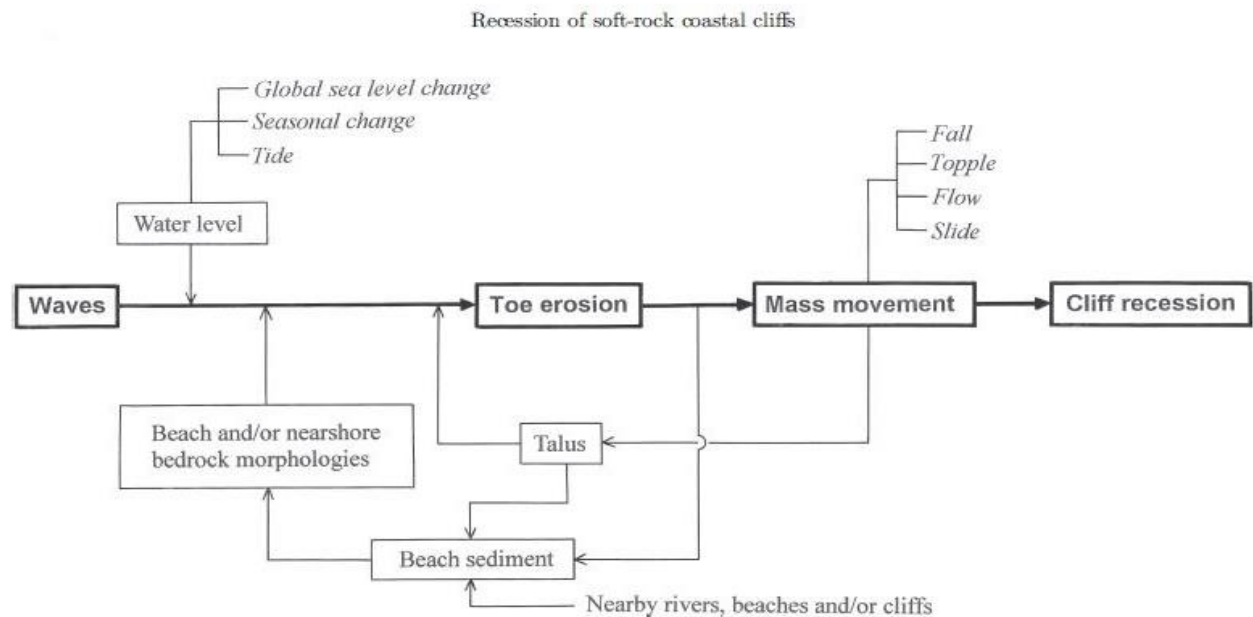 Recession of soft-rock coastal cliffs
Global sea level change
Seasonal change
Tide
Fall
Topple
Flow
Slide
Water level
Waves
Toe erosion
Mass movement
Cliff recession
Beach and/or nearshore
bedrock morphologies
Talus
Beach sediment
Nearby rivers, beaches and/or cliffs